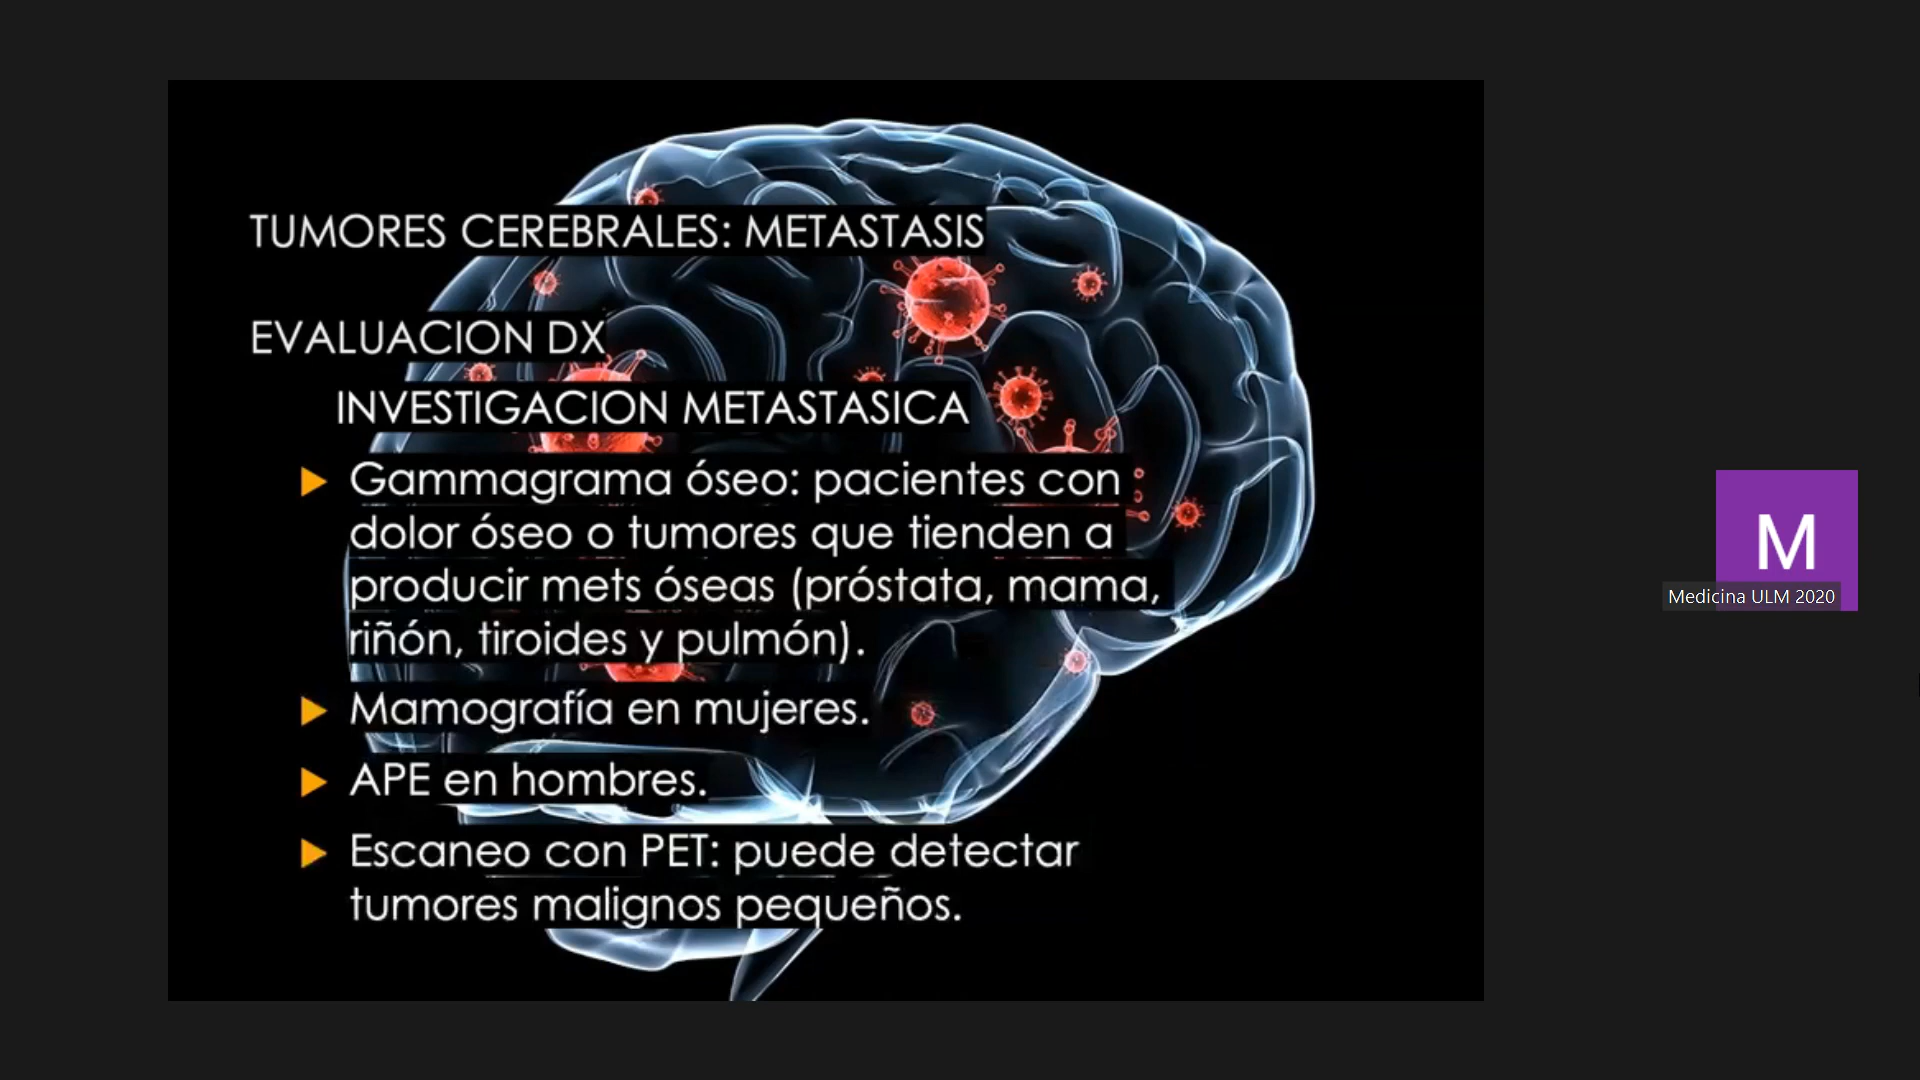 TUMORES CEREBRALES: METASTASIS
EVALUACION DX
INVESTIGACION METASTASICA
Gammagrama óseo: pacientes con
dolor óseo o tumores que tienden a
producir mets óseas (próstata, mama,
riñón, tiroides y pulmón).
Mamografía en mujeres.
APE en hombres.
Escaneo con PET: puede detectar
tumores malignos pequeños.
M
Medicina ULM 2020